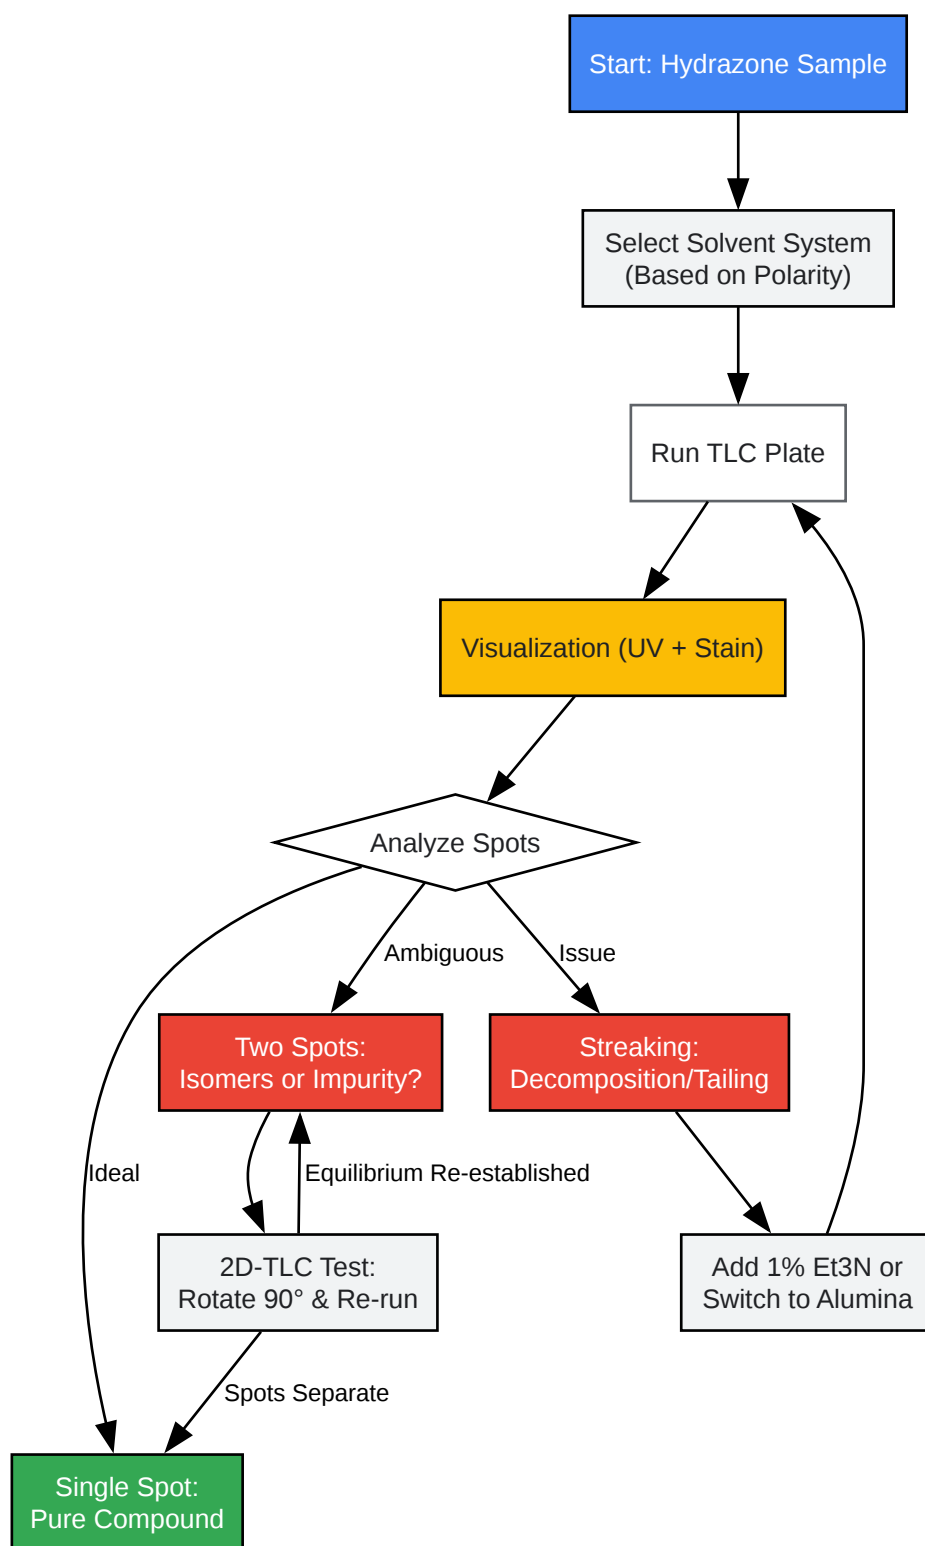 Start: Hydrazone Sample
Select Solvent System
(Based on Polarity)
Run TLC Plate
Visualization (UV + Stain)
Analyze Spots
Ambiguous
Issue
Two Spots:
Isomers or Impurity?
Streaking:
Decomposition/Tailing
Ideal
Equilibrium Re-established
2D-TLC Test:
Rotate 90° & Re-run
Add 1% Et3N or
Switch to Alumina
Spots Separate
Single Spot:
Pure Compound